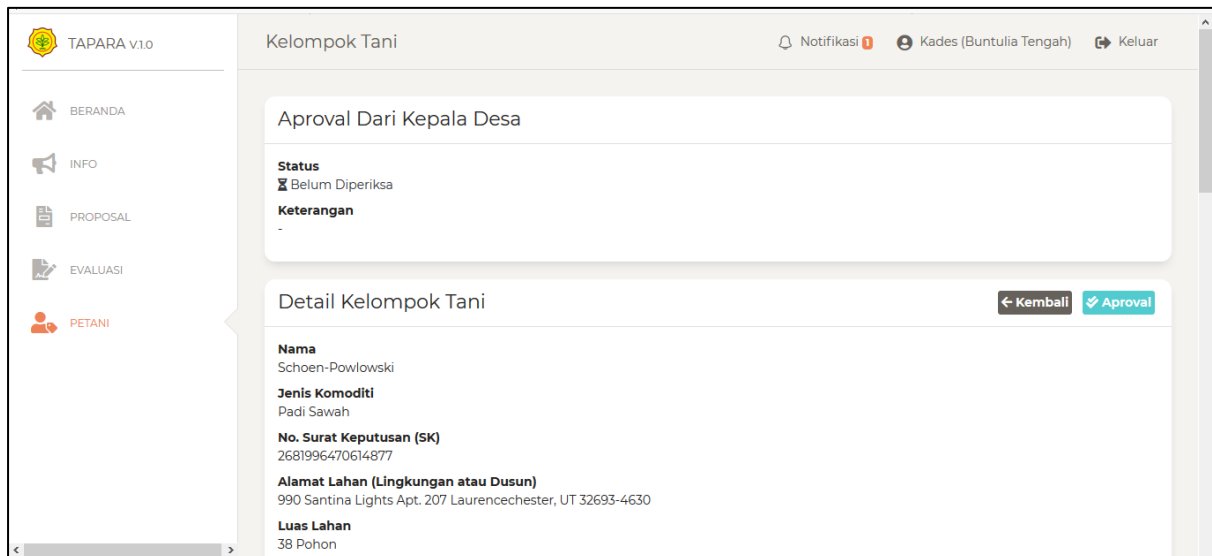 TAPARA V.1.0
Kelompok Tani
Notifikasi 1
Kades (Buntulia Tengah)
Keluar
BERANDA
INFO
PROPOSAL
EVALUASI
PETANI
Aproval Dari Kepala Desa
Status
Belum Diperiksa
Keterangan
-
Detail Kelompok Tani
Kembali
Aproval
Nama
Schoen-Powlowski
Jenis Komoditi
Padi Sawah
No. Surat Keputusan (SK)
2681996470614877
Alamat Lahan (Lingkungan atau Dusun)
990 Santina Lights Apt. 207 Laurencechester, UT 32693-4630
Luas Lahan
38 Pohon